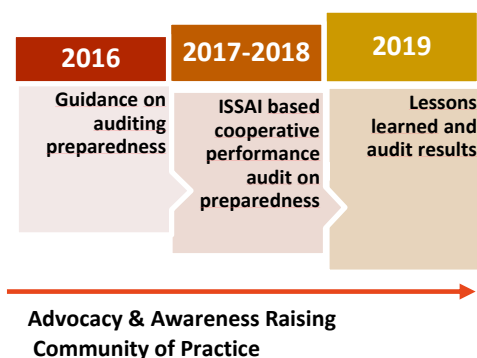 2016
Guidance on
auditing
preparedness
2017-2018
ISSAI based
cooperative
performance
audit on
preparedness
2019
Lessons
learned and
audit results
Advocacy & Awareness Raising
Community of Practice